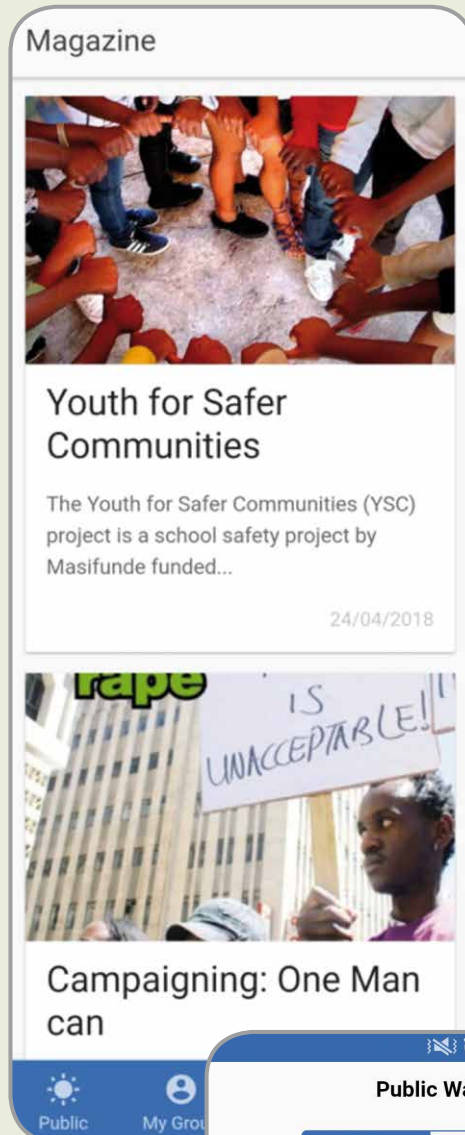 Magazine
Youth for Safer
Communities
The Youth for Safer Communities (YSC)
project is a school safety project by
Masifunde funded...
24/04/2018
rape
IS
UNACCEPTABLE!
Campaigning: One Man
can
Public
My Grou
Public Wa